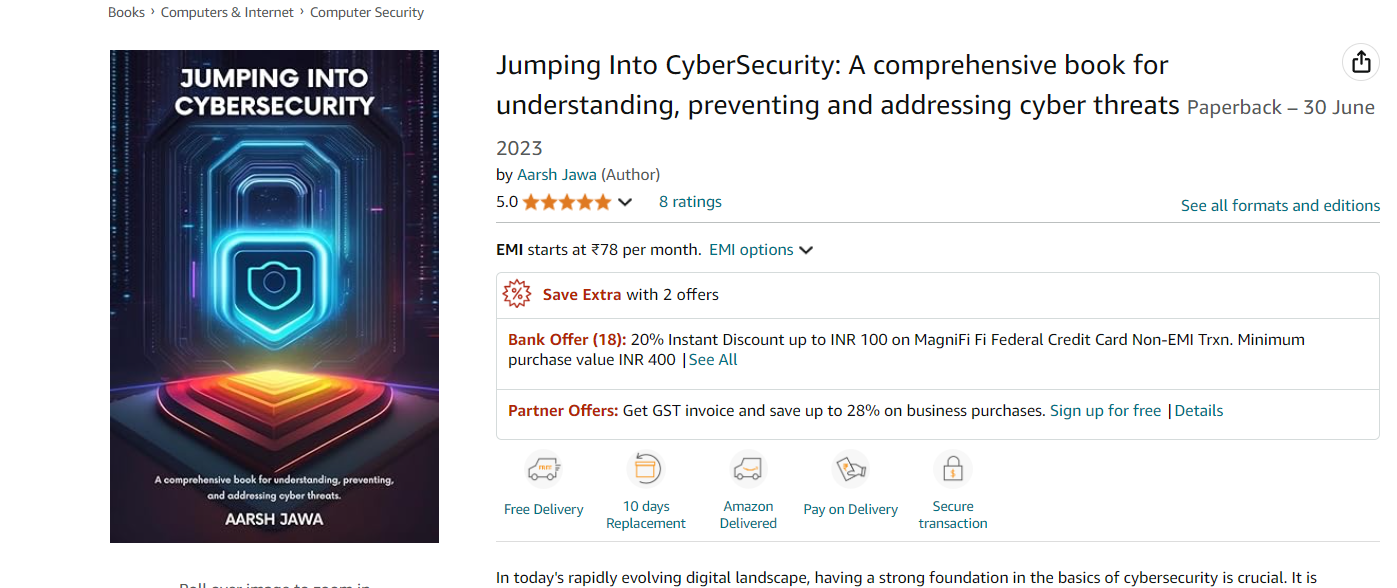 Books › Computers & Internet › Computer Security
JUMPING INTO
CYBERSECURITY
A comprehensive book for understanding, preventing,
and addressing cyber threats.
AARSH JAWA
Jumping Into CyberSecurity: A comprehensive book for
understanding, preventing and addressing cyber threats Paperback – 30 June
2023
by Aarsh Jawa (Author)
5.0 8 ratings
See all formats and editions
EMI starts at ₹78 per month. EMI options
Save Extra with 2 offers
Bank Offer (18): 20% Instant Discount up to INR 100 on MagniFi Fi Federal Credit Card Non-EMI Trxn. Minimum
purchase value INR 400 | See All
Partner Offers: Get GST invoice and save up to 28% on business purchases. Sign up for free | Details
FREE
Free Delivery
10 days
Replacement
Amazon
Delivered
Pay on Delivery
Secure
transaction
Roll over image to zoom in
In today's rapidly evolving digital landscape, having a strong foundation in the basics of cybersecurity is crucial. It is